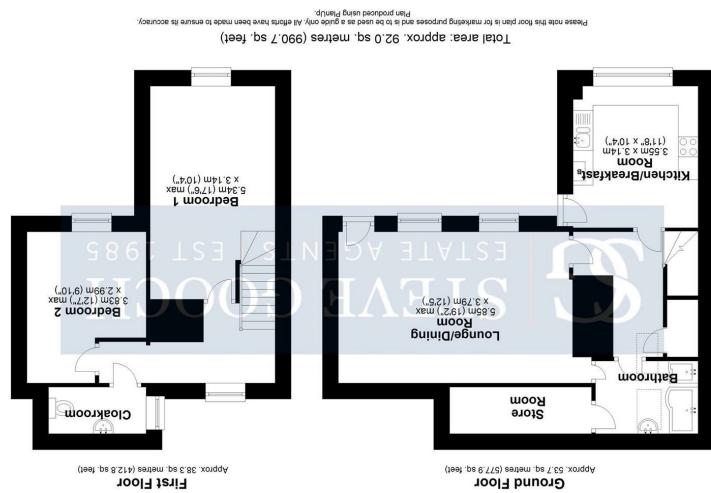 Ground Floor
Approx. 53.7 sq. metres (577.9 sq. feet)
Store
Room
Bathroom
Lounge/Dining
Room
5.85m (19'2") max
x 3.79m (12'5")
Kitchen/Breakfast
Room
3.55m x 3.14m
(11'8" x 10'4")
B
First Floor
Approx. 38.3 sq. metres (412.8 sq. feet)
Cloakroom
Bedroom 2
3.83m (12'7") max
x 2.99m (9'10")
Bedroom 1
5.34m (17'6") max
x 3.14m (10'4")
SG
STEVE GOOCH
ESTATE AGENTS EST 1985
Total area: approx. 92.0 sq. metres (990.7 sq. feet)
Please note this floor plan is for marketing purposes and is to be used as a guide only. All efforts have been made to ensure its accuracy.
Plan produced using PlanUp.